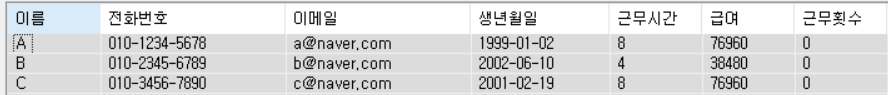 이름 전화번호 이메일 생년월일 근무시간 급여 근무횟수
A 010-1234-5678 a@naver.com 1999-01-02 8 76960 0
B 010-2345-6789 b@naver.com 2002-06-10 4 38480 0
C 010-3456-7890 c@naver.com 2001-02-19 8 76960 0